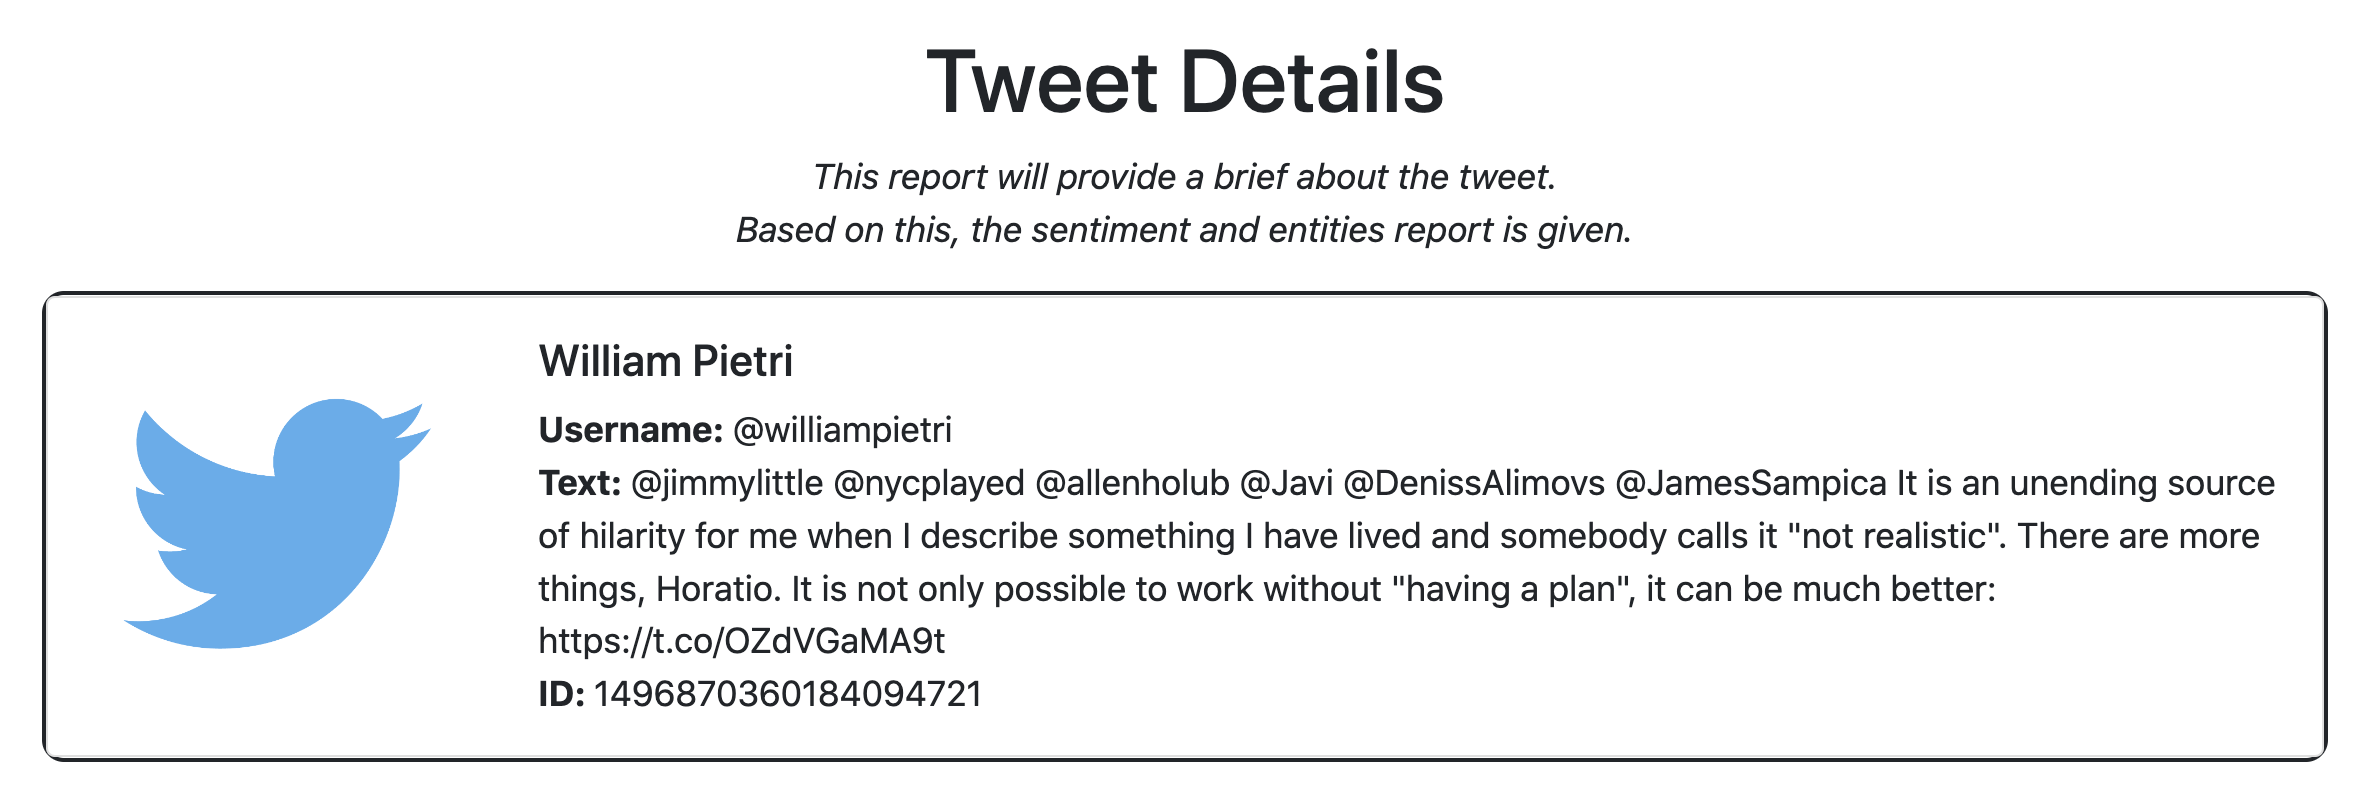 Tweet Details
This report will provide a brief about the tweet.
Based on this, the sentiment and entities report is given.
William Pietri
Username: @williampietri
Text: @jimmylittle @nycplayed @allenholub @Javi @DenissAlimovs @JamesSampica It is an unending source
of hilarity for me when I describe something I have lived and somebody calls it "not realistic". There are more
things, Horatio. It is not only possible to work without "having a plan", it can be much better:
https://t.co/OZdVGaMA9t
ID: 1496870360184094721